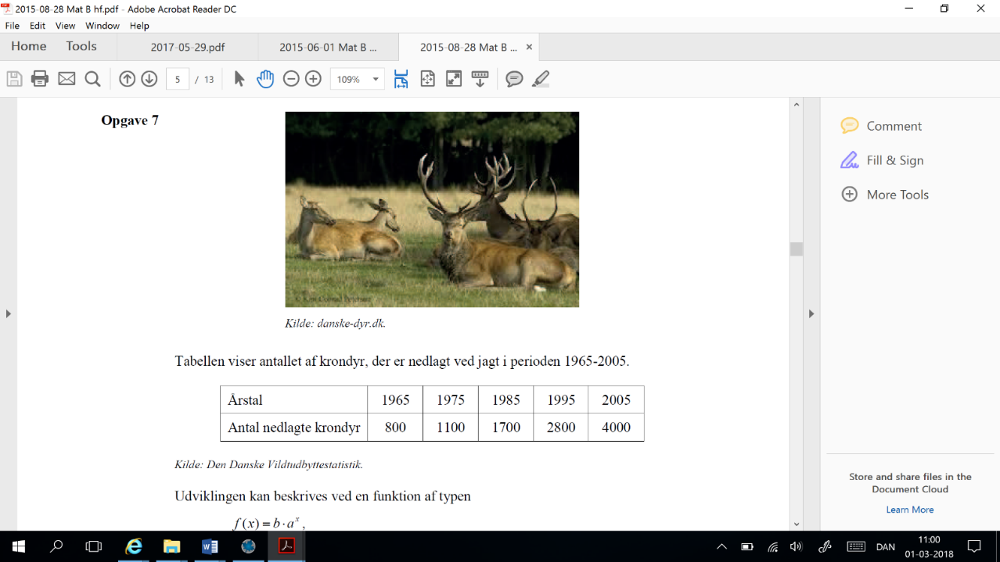 2015-08-28 Mat B hf.pdf - Adobe Acrobat Reader DC
File Edit View Window Help
Home Tools 2017-05-29.pdf 2015-06-01 Mat B ... 2015-08-28 Mat B ... ×
5 / 13 109%
Opgave 7
Kilde: danske-dyr.dk.
Tabellen viser antallet af krondyr, der er nedlagt ved jagt i perioden 1965-2005.
Årstal 1965 1975 1985 1995 2005
Antal nedlagte krondyr 800 1100 1700 2800 4000
Kilde: Den Danske Vildtudbyttestatistik.
Udviklingen kan beskrives ved en funktion af typen
f(x) = b·aˣ,
Comment
Fill & Sign
More Tools
Store and share files in the
Document Cloud
Learn More
DAN
11:00
01-03-2018